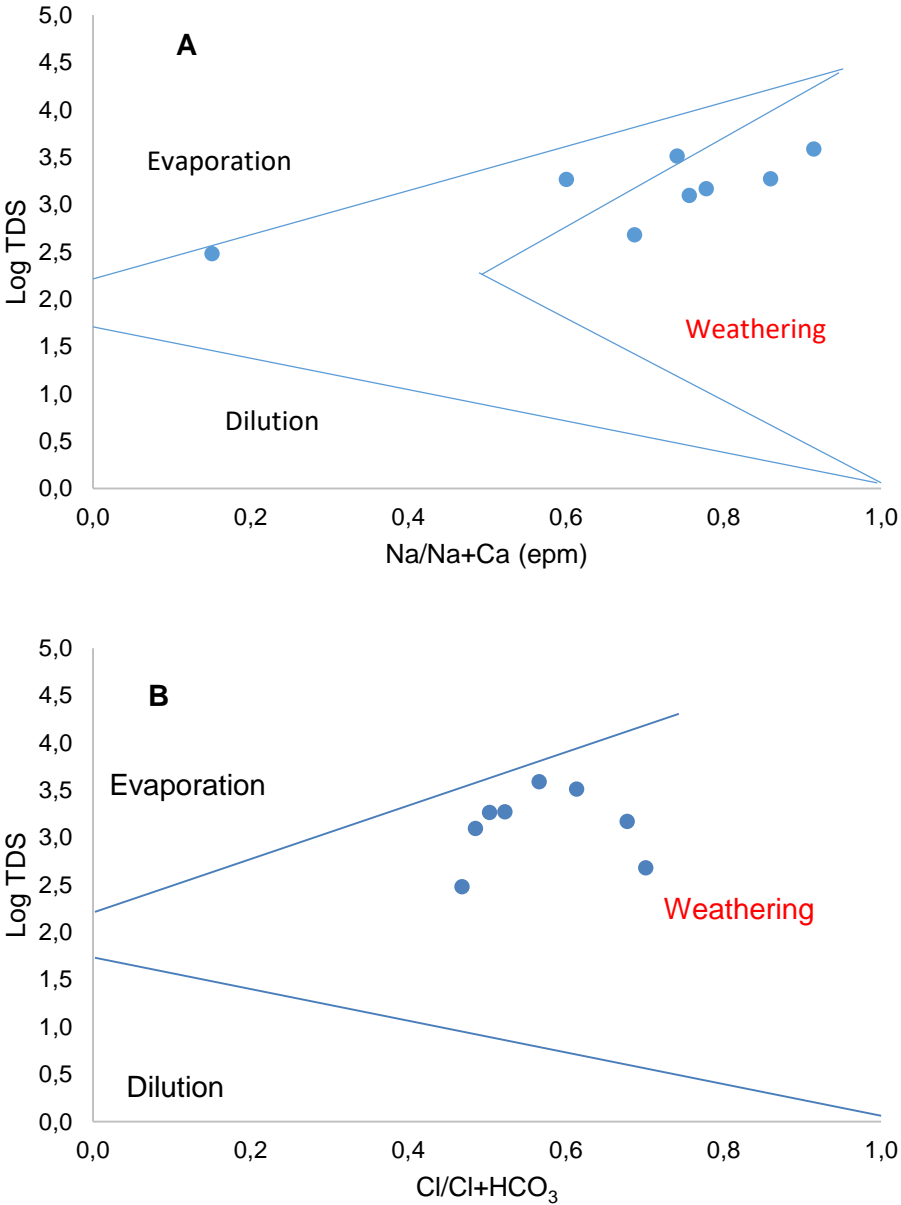 5,0
A
4,5
4,0
3,5
Evaporation
3,0
Log TDS
2,5
2,0
Weathering
1,5
1,0
Dilution
0,5
0,0
0,0 0,2 0,4 0,6 0,8 1,0
Na/Na+Ca (epm)
5,0
B
4,5
4,0
Evaporation
3,5
3,0
Log TDS
2,5
Weathering
2,0
1,5
1,0
0,5
Dilution
0,0
0,0 0,2 0,4 0,6 0,8 1,0
Cl/Cl+HCO₃